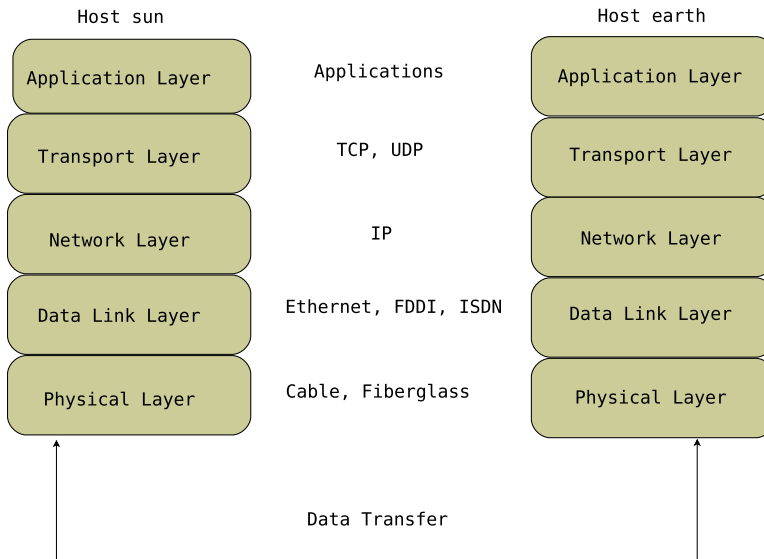 Host sun
Host earth
Application Layer
Applications
Application Layer
Transport Layer
TCP, UDP
Transport Layer
Network Layer
IP
Network Layer
Data Link Layer
Ethernet, FDDI, ISDN
Data Link Layer
Physical Layer
Cable, Fiberglass
Physical Layer
Data Transfer